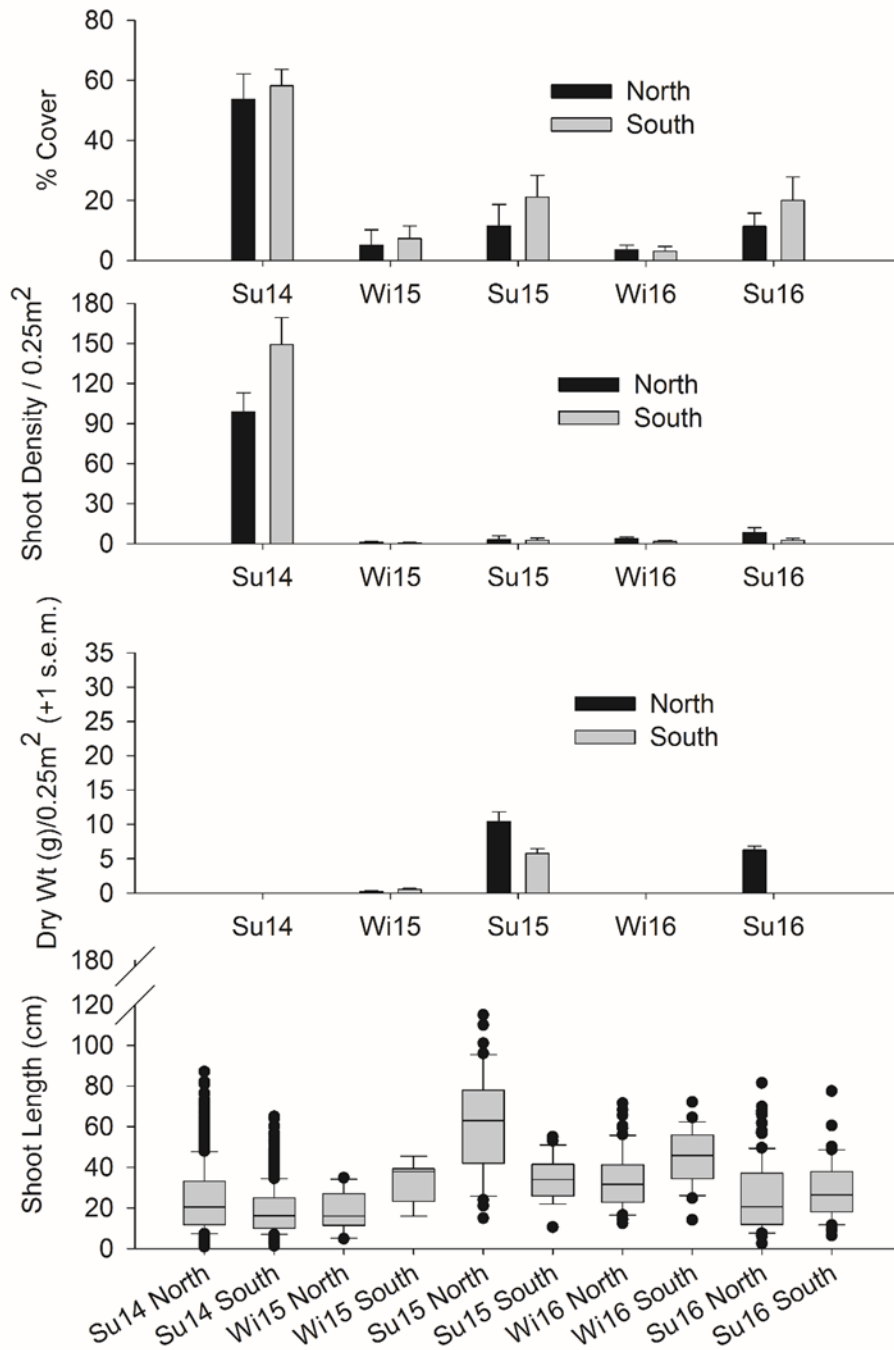 % Cover
80
60
40
20
0
North
South
Su14 Wi15 Su15 Wi16 Su16
Shoot Density / 0.25m²
180
150
120
90
60
30
0
North
South
Su14 Wi15 Su15 Wi16 Su16
Dry Wt (g)/0.25m² (+1 s.e.m.)
35
30
25
20
15
10
5
0
North
South
Su14 Wi15 Su15 Wi16 Su16
Shoot Length (cm)
180
120
100
80
60
40
20
0
Su14 North
Su14 South
Wi15 North
Wi15 South
Su15 North
Su15 South
Wi16 North
Wi16 South
Su16 North
Su16 South